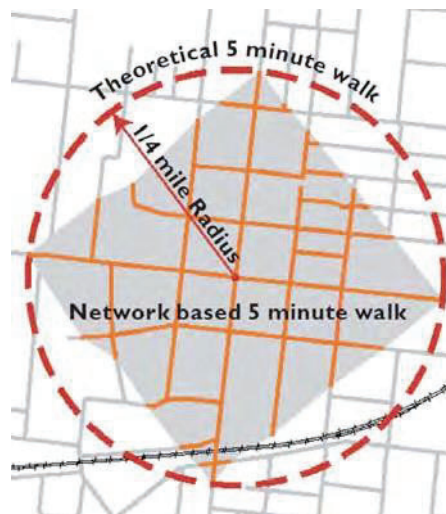 Theoretical 5 minute walk
1/4 mile Radius
Network based 5 minute walk